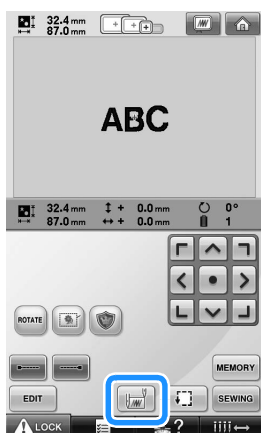 32.4 mm
87.0 mm
ABC
32.4 mm ↕ + 0.0 mm 0°
87.0 mm ↔ + 0.0 mm 1
ROTATE
MEMORY
EDIT
SEWING
LOCK ?